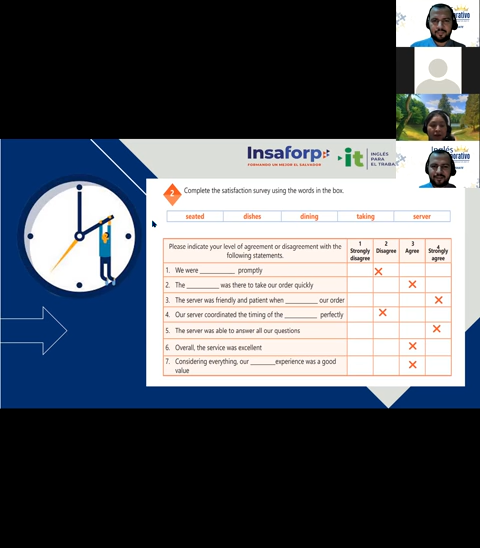 Insaforp
FORMANDO UN MEJOR EL SALVADOR
it
INGLÉS
PARA
EL TRABAJ
2
Complete the satisfaction survey using the words in the box.
seated dishes dining taking server
Please indicate your level of agreement or disagreement with the
following statements.
1
Strongly
disagree
2
Disagree
3
Agree
4
Strongly
agree
1. We were __________ promptly
2. The _________ was there to take our order quickly
3. The server was friendly and patient when _________ our order
4. Our server coordinated the timing of the _________ perfectly
5. The server was able to answer all our questions
6. Overall, the service was excellent
7. Considering everything, our _______experience was a good
value